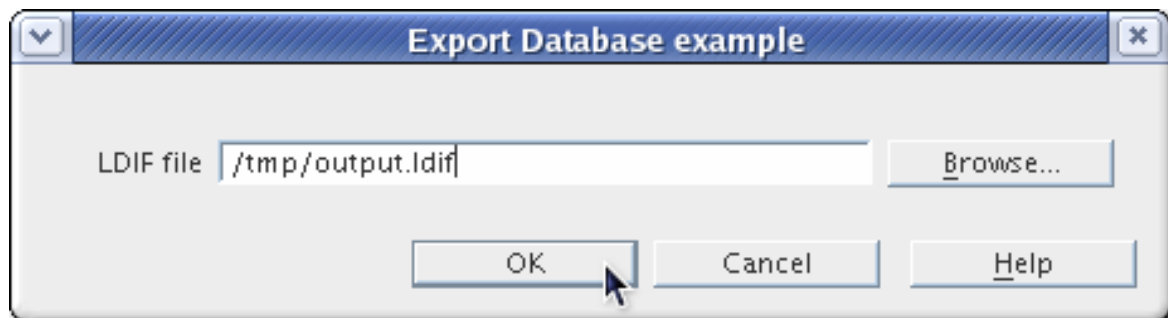 Export Database example
LDIF file /tmp/output.ldif Browse...
OK Cancel Help